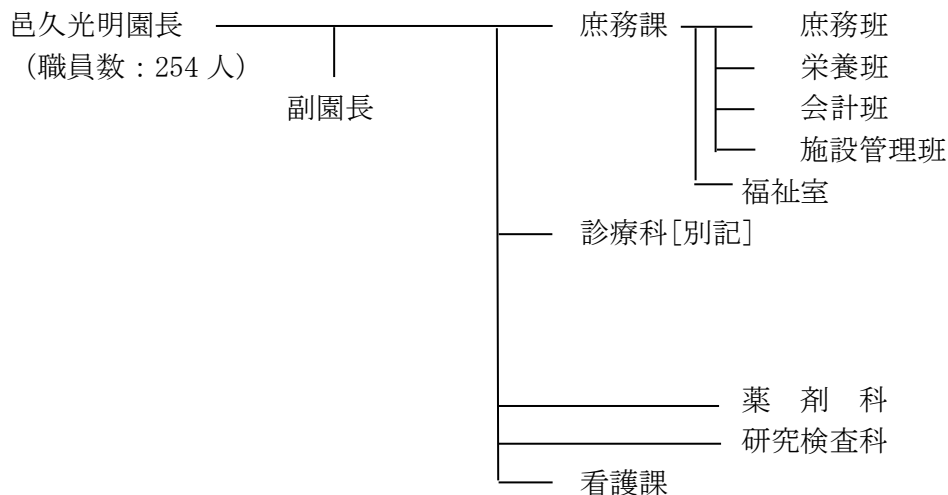 邑久光明園長 庶務課 庶務班
（職員数：254 人） 栄養班
副園長 会計班
施設管理班
福祉室
診療科[別記]
薬　剤　科
研究検査科
看護課